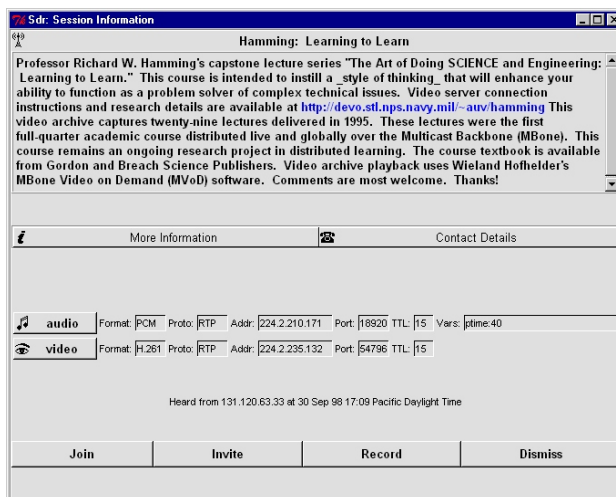 Sdr: Session Information
Hamming: Learning to Learn
Professor Richard W. Hamming's capstone lecture series "The Art of Doing SCIENCE and Engineering:
Learning to Learn." This course is intended to instill a _style of thinking_ that will enhance your
ability to function as a problem solver of complex technical issues. Video server connection
instructions and research details are available at http://devo.stl.nps.navy.mil/~auv/hamming This
video archive captures twenty-nine lectures delivered in 1995. These lectures were the first
full-quarter academic course distributed live and globally over the Multicast Backbone (MBone). This
course remains an ongoing research project in distributed learning. The course textbook is available
from Gordon and Breach Science Publishers. Video archive playback uses Wieland Hofhelder's
MBone Video on Demand (MVoD) software. Comments are most welcome. Thanks!
i More Information Contact Details
audio Format: PCM Proto: RTP Addr: 224.2.210.171 Port: 18920 TTL: 15 Vars: ptime:40
video Format: H.261 Proto: RTP Addr: 224.2.235.132 Port: 54796 TTL: 15
Heard from 131.120.63.33 at 30 Sep 98 17:09 Pacific Daylight Time
Join Invite Record Dismiss